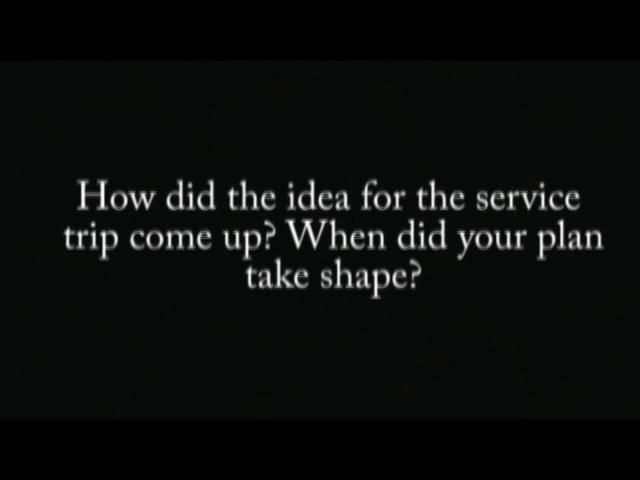 How did the idea for the service
trip come up? When did your plan
take shape?